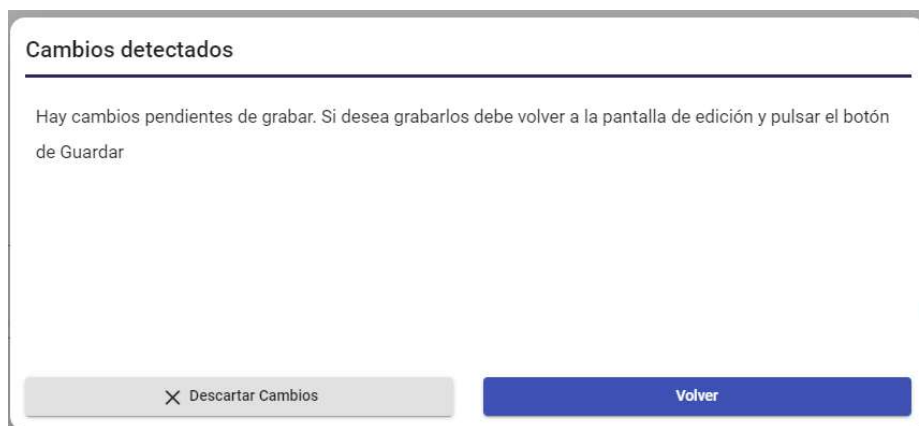 Cambios detectados
Hay cambios pendientes de grabar. Si desea grabarlos debe volver a la pantalla de edición y pulsar el botón
de Guardar
Descartar Cambios
Volver